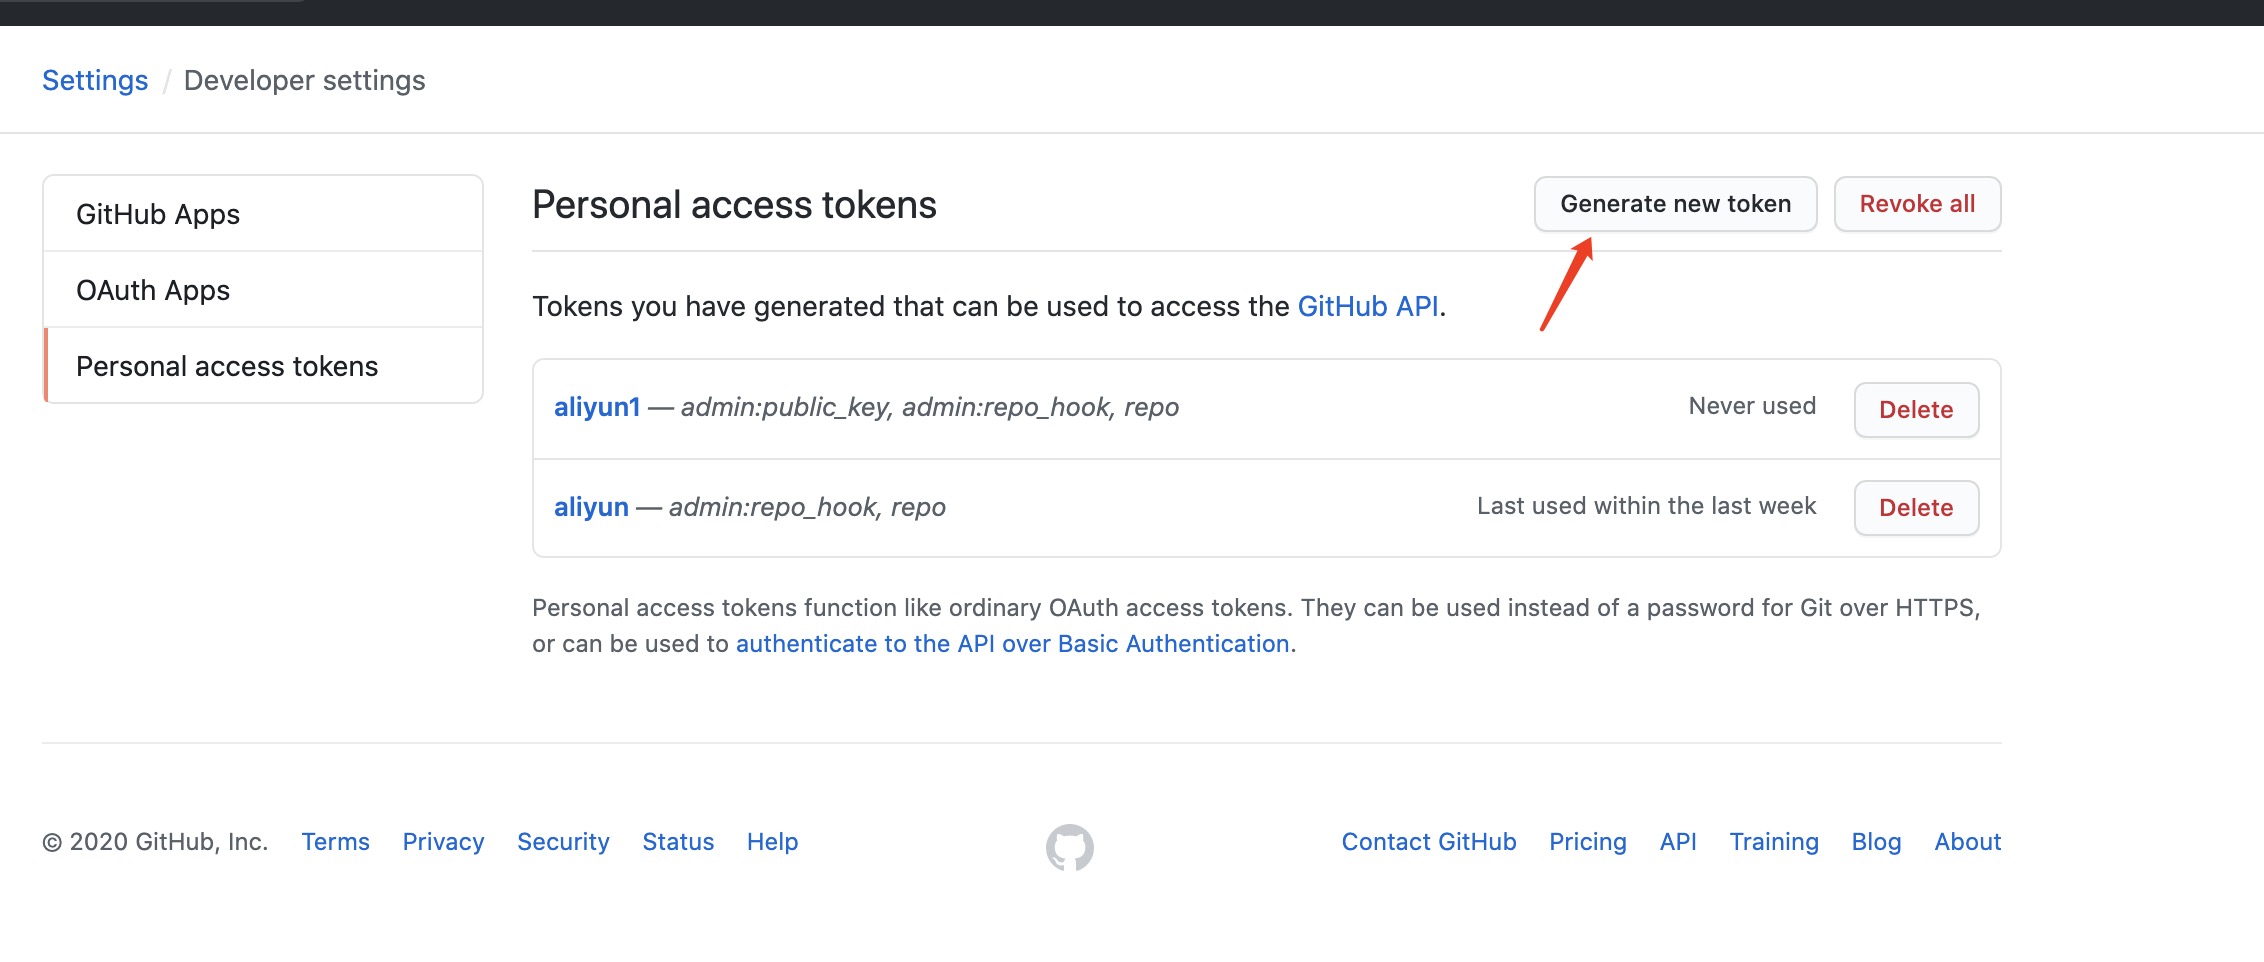 Settings / Developer settings
GitHub Apps
OAuth Apps
Personal access tokens
Personal access tokens
Generate new token
Revoke all
Tokens you have generated that can be used to access the GitHub API.
aliyun1 — admin:public_key, admin:repo_hook, repo
Never used
Delete
aliyun — admin:repo_hook, repo
Last used within the last week
Delete
Personal access tokens function like ordinary OAuth access tokens. They can be used instead of a password for Git over HTTPS,
or can be used to authenticate to the API over Basic Authentication.
© 2020 GitHub, Inc. Terms Privacy Security Status Help
Contact GitHub Pricing API Training Blog About